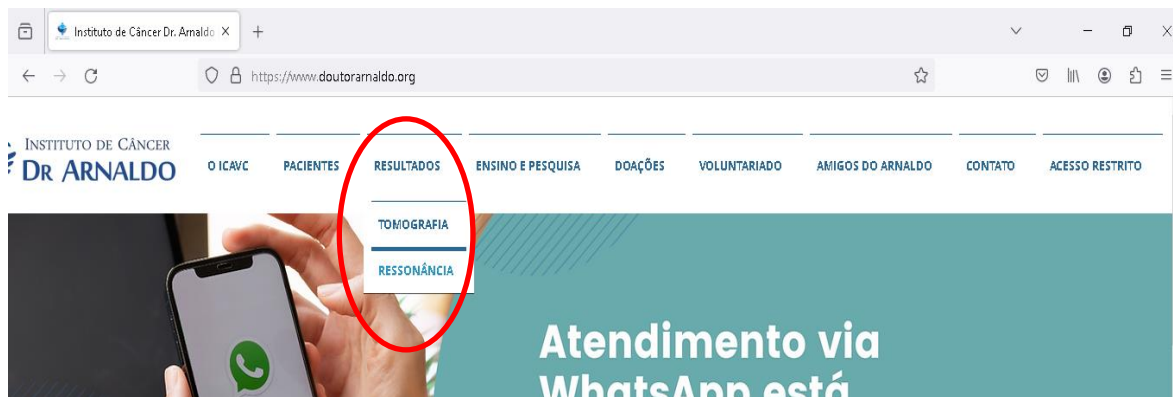 Instituto de Câncer Dr. Arnaldo
https://www.doutorarnaldo.org
INSTITUTO DE CÂNCER
DR ARNALDO
O ICAVC PACIENTES RESULTADOS ENSINO E PESQUISA DOAÇÕES VOLUNTARIADO AMIGOS DO ARNALDO CONTATO ACESSO RESTRITO
TOMOGRAFIA
RESSONÂNCIA
Atendimento via
WhatsApp está